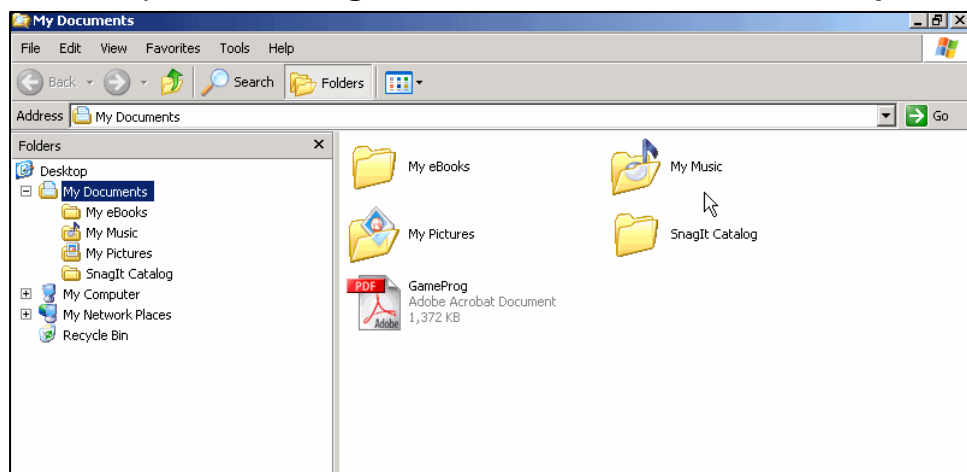 My Documents
File Edit View Favorites Tools Help
Back Search Folders
Address My Documents Go
Folders
Desktop
My Documents
My eBooks
My Music
My Pictures
SnagIt Catalog
My Computer
My Network Places
Recycle Bin
My eBooks
My Music
My Pictures
SnagIt Catalog
PDF
Adobe
GameProg
Adobe Acrobat Document
1,372 KB